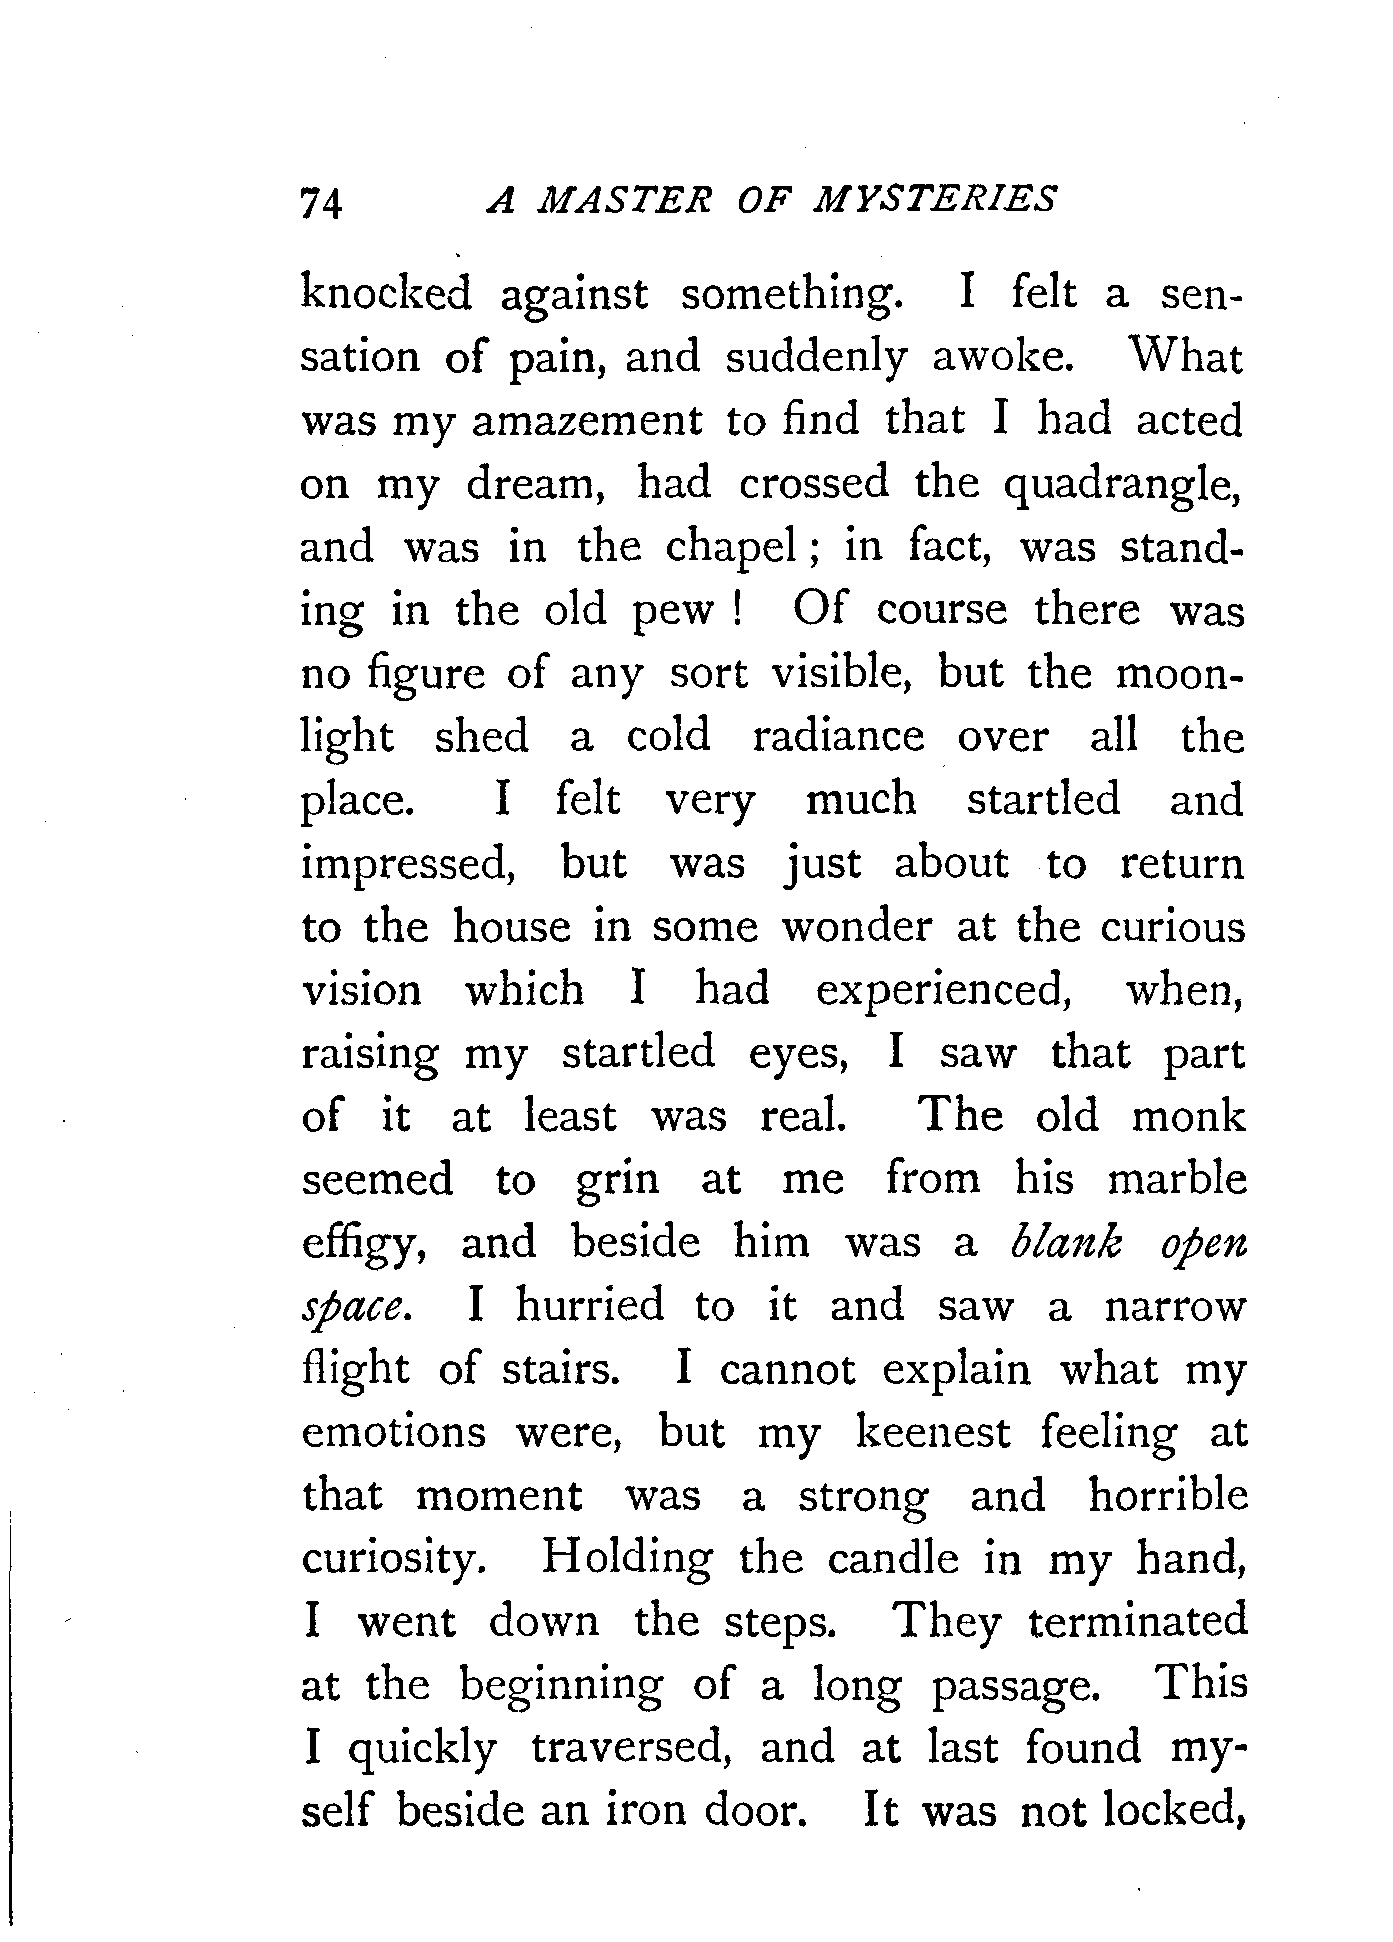 74 A MASTER OF MYSTERIES
knocked against something. I felt a sen-
sation of pain, and suddenly awoke. What
was my amazement to find that I had acted
on my dream, had crossed the quadrangle,
and was in the chapel ; in fact, was stand-
ing in the old pew ! Of course there was
no figure of any sort visible, but the moon-
light shed a cold radiance over all the
place. I felt very much startled and
impressed, but was just about to return
to the house in some wonder at the curious
vision which I had experienced, when,
raising my startled eyes, I saw that part
of it at least was real. The old monk
seemed to grin at me from his marble
effigy, and beside him was a blank open
space. I hurried to it and saw a narrow
flight of stairs. I cannot explain what my
emotions were, but my keenest feeling at
that moment was a strong and horrible
curiosity. Holding the candle in my hand,
I went down the steps. They terminated
at the beginning of a long passage. This
I quickly traversed, and at last found my-
self beside an iron door. It was not locked,